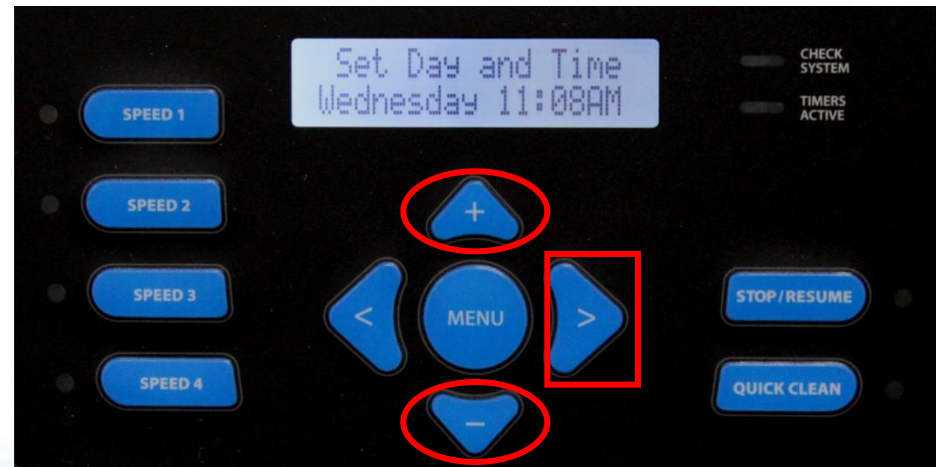 Set Day and Time
Wednesday 11:08AM
CHECK
SYSTEM
TIMERS
ACTIVE
SPEED 1
SPEED 2
+
SPEED 3
<
MENU
>
STOP/RESUME
SPEED 4
-
QUICK CLEAN